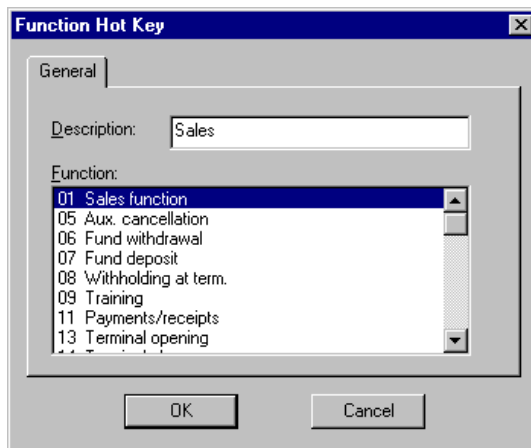 Function Hot Key
General
Description: Sales
Function:
01 Sales function
05 Aux. cancellation
06 Fund withdrawal
07 Fund deposit
08 Withholding at term.
09 Training
11 Payments/receipts
13 Terminal opening
OK Cancel